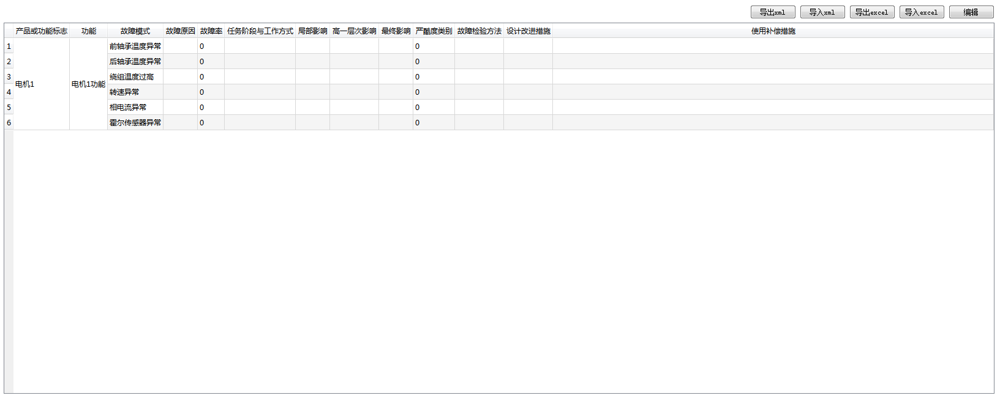 导出xml 导入xml 导出excel 导入excel 编辑
产品或功能标志 功能 故障模式 故障原因 故障率 任务阶段与工作方式 局部影响 高一层次影响 最终影响 严酷度类别 故障检验方法 设计改进措施 使用补偿措施
1 前轴承温度异常 0 0
2 后轴承温度异常 0 0
3 绕组温度过高 0 0
电机1 电机1功能
4 转速异常 0 0
5 相电流异常 0 0
6 霍尔传感器异常 0 0